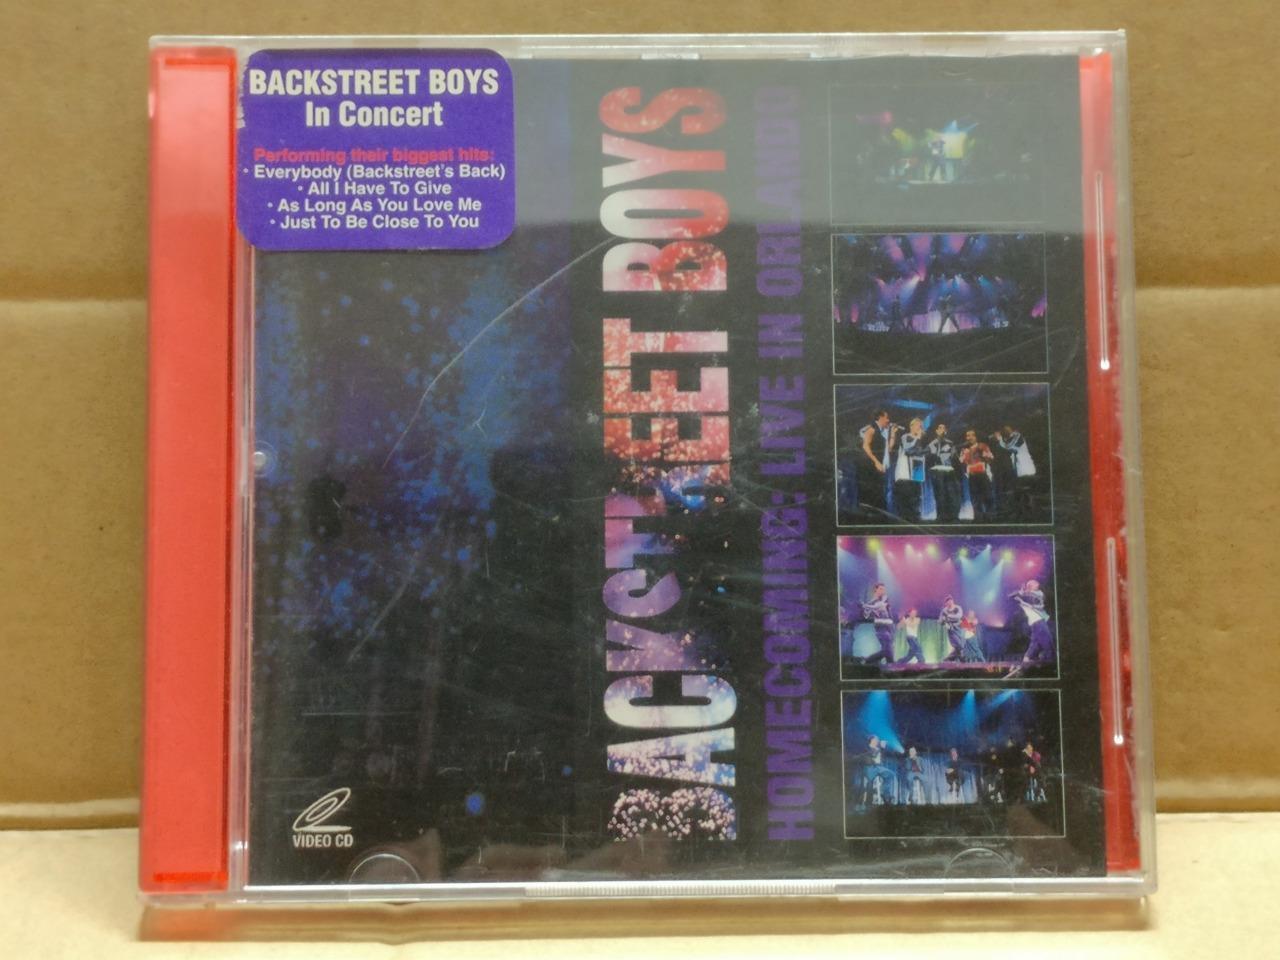 BACKSTREET BOYS
In Concert
Performing their biggest hits:
· Everybody (Backstreet's Back)
· All I Have To Give
· As Long As You Love Me
· Just To Be Close To You
BACKSTREET BOYS
HOMECOMING: LIVE IN ORLANDO
VIDEO CD